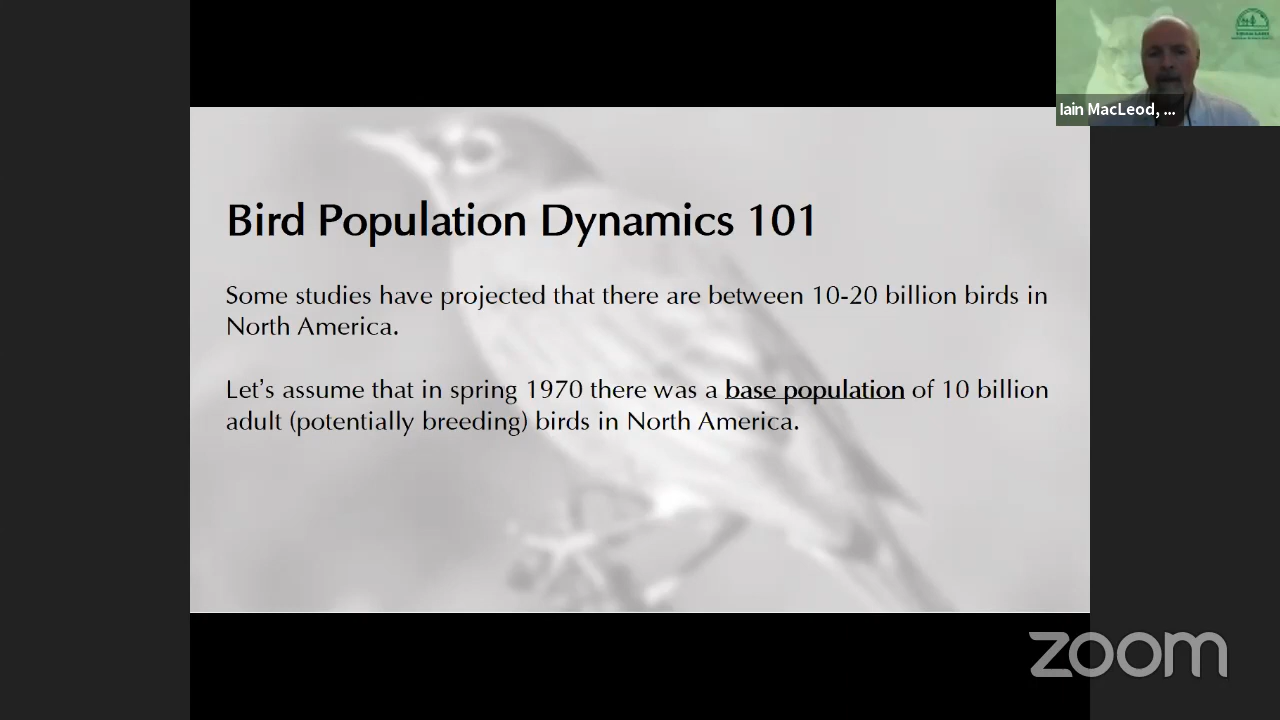 Iain MacLeod, ...
Bird Population Dynamics 101
Some studies have projected that there are between 10-20 billion birds in
North America.
Let’s assume that in spring 1970 there was a base population of 10 billion
adult (potentially breeding) birds in North America.
zoom